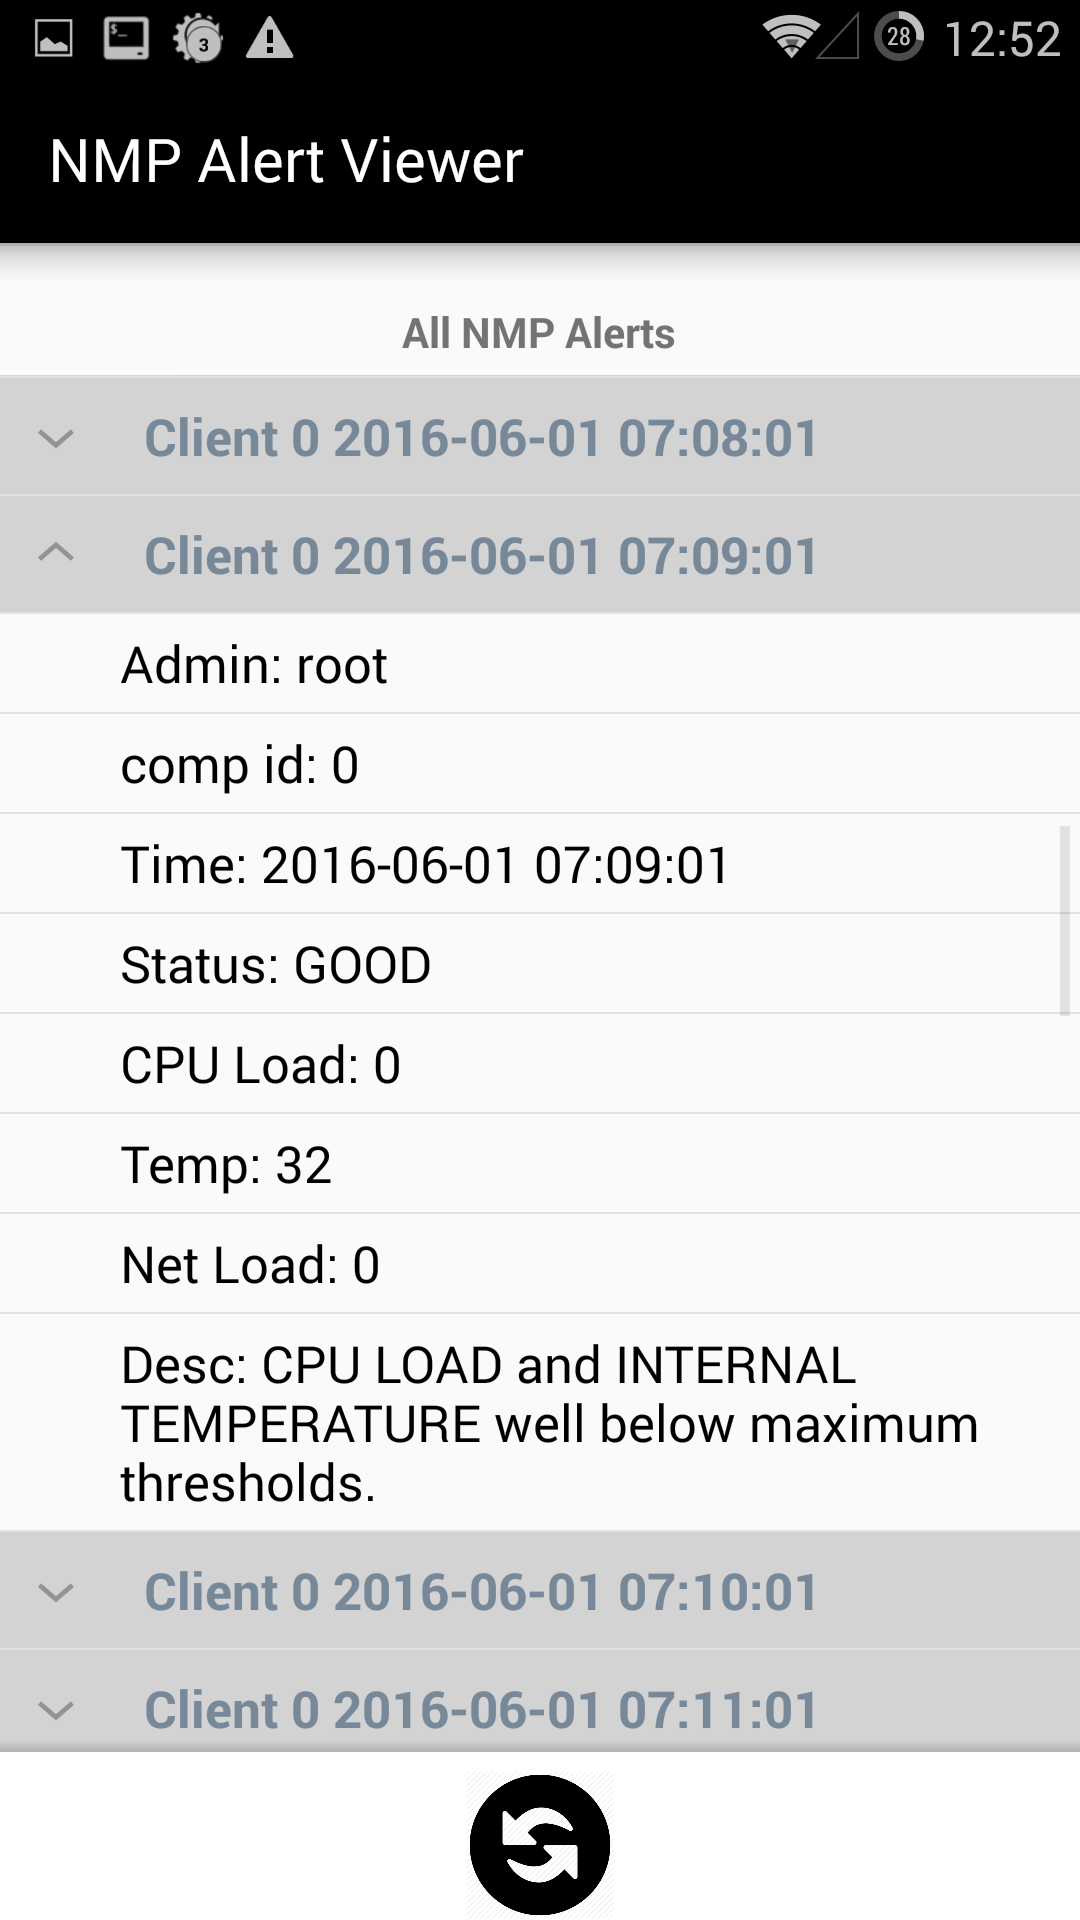 $_
3
28
12:52
NMP Alert Viewer
All NMP Alerts
Client 0 2016-06-01 07:08:01
Client 0 2016-06-01 07:09:01
Admin: root
comp id: 0
Time: 2016-06-01 07:09:01
Status: GOOD
CPU Load: 0
Temp: 32
Net Load: 0
Desc: CPU LOAD and INTERNAL
TEMPERATURE well below maximum
thresholds.
Client 0 2016-06-01 07:10:01
Client 0 2016-06-01 07:11:01